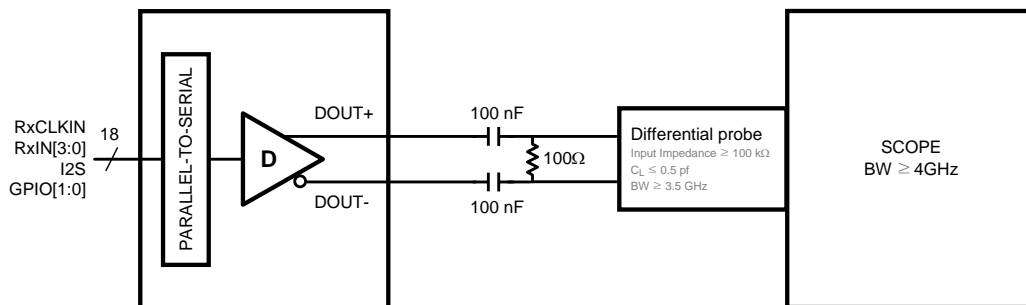 RxCLKIN
RxIN[3:0]
I2S
GPIO[1:0]
18
PARALLEL-TO-SERIAL
D
DOUT+
DOUT-
100 nF
100Ω
100 nF
Differential probe
Input Impedance ≥ 100 kΩ
CL ≤ 0.5 pf
BW ≥ 3.5 GHz
SCOPE
BW ≥ 4GHz